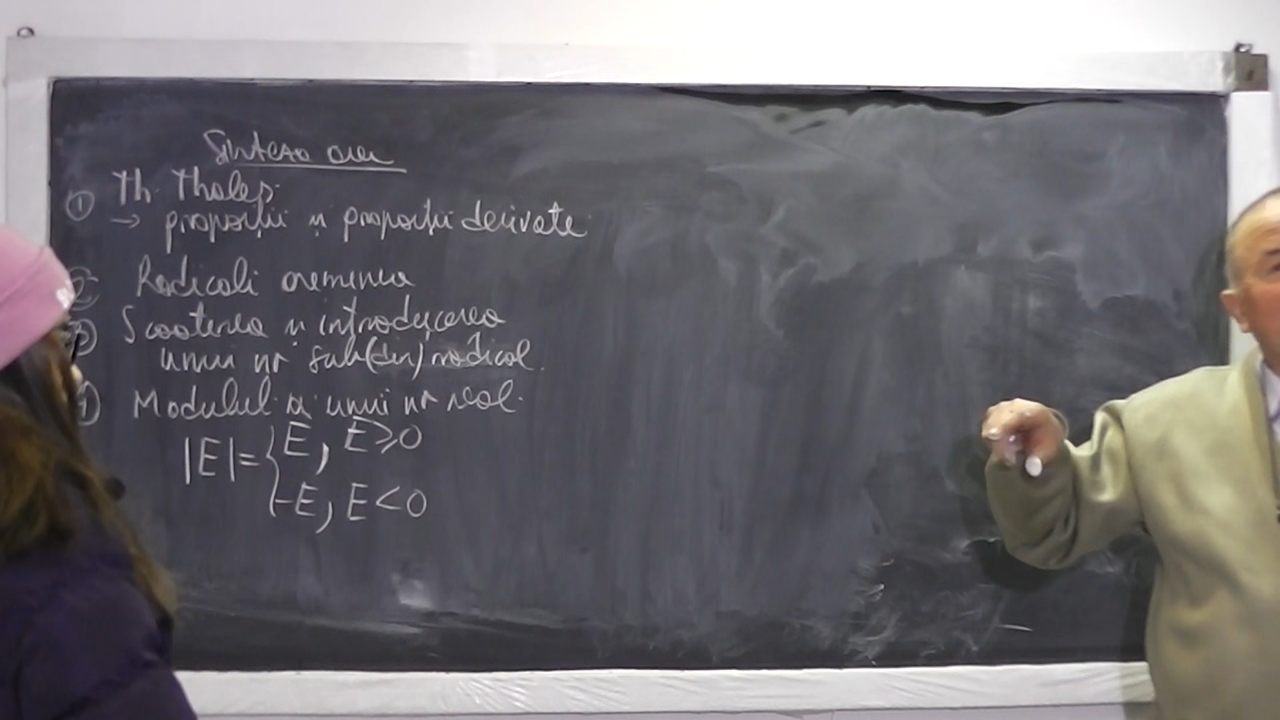 Sinteza orei
① Th. Thales
→ proporții și proporții derivate
② Radicali asemenea
③ Scoaterea și introducerea
unui nr sub(din) radical.
④ Modulul a unui nr real.
|E|={E, E≥0
-E, E<0